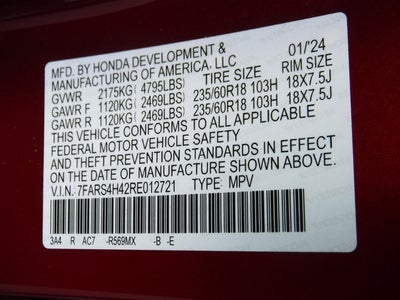 MFD. BY HONDA DEVELOPMENT & 01/'24
MANUFACTURING OF AMERICA, LLC
GVWR 2175KG( 4795LBS) TIRE SIZE RIM SIZE
GAWR F 1120KG( 2469LBS) 235/60R18 103H 18X7.5J
GAWR R 1120KG( 2469LBS) 235/60R18 103H 18X7.5J
THIS VEHICLE CONFORMS TO ALL APPLICABLE
FEDERAL MOTOR VEHICLE SAFETY
AND THEFT PREVENTION STANDARDS IN EFFECT
ON THE DATE OF MANUFACTURE SHOWN ABOVE.
V.I.N. 7FARS4H42RE012721 TYPE: MPV
3A4 R AC7 -R569MX -B -E